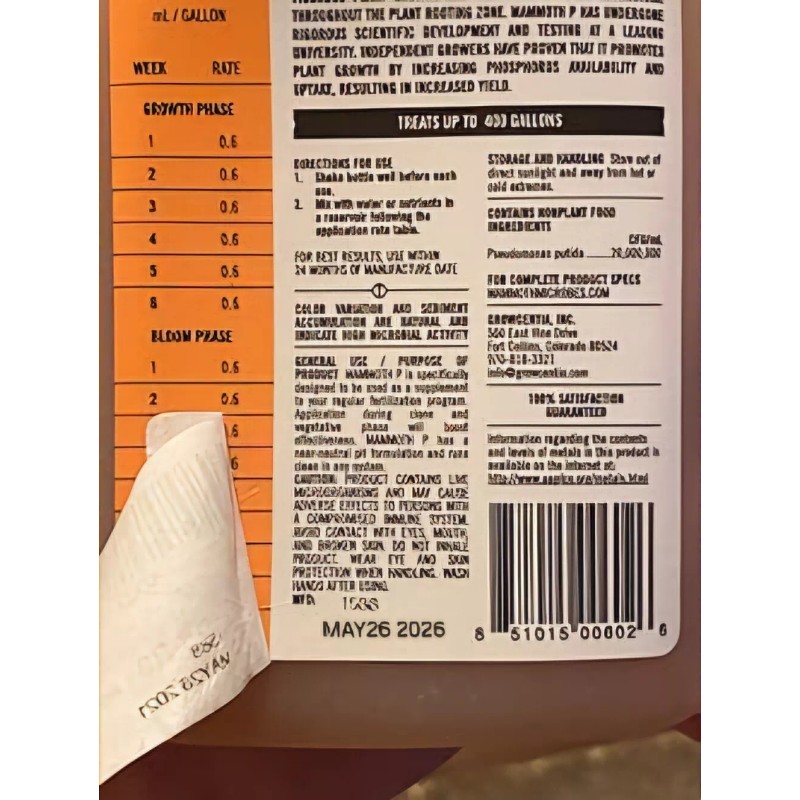 mL / GALLON
WEEK RATE
GROWTH PHASE
1 0.6
2 0.6
3 0.6
4 0.6
5 0.6
6 0.6
BLOOM PHASE
1 0.6
2 0.6
THROUGHOUT THE PLANT ROOTING ZONE. MAMMOTH P HAS UNDERGONE
RIGOROUS SCIENTIFIC DEVELOPMENT AND TESTING AT A LEADING
UNIVERSITY. INDEPENDENT GROWERS HAVE PROVEN THAT IT PROMOTES
PLANT GROWTH BY INCREASING PHOSPHORUS AVAILABILITY AND
UPTAKE, RESULTING IN INCREASED YIELD.
TREATS UP TO GALLONS
DIRECTIONS FOR USE
1. Shake bottle well before each
use.
2. Mix with water or nutrients in
a reservoir following the
application rate table.
FOR BEST RESULTS, USE WITHIN
24 MONTHS OF MANUFACTURE DATE
COLOR VARIATION AND SEDIMENT
ACCUMULATION ARE NATURAL AND
INDICATE HIGH MICROBIAL ACTIVITY
GENERAL USE / PURPOSE OF
PRODUCT MAMMOTH P is specifically
designed to be used as a supplement
to your regular fertilization program.
Application during clone and
vegetative phase will boost
effectiveness. MAMMOTH P has a
near-neutral pH formulation and runs
clean in any system.
CAUTION: PRODUCT CONTAINS LIVE
MICROORGANISMS AND MAY CAUSE
ADVERSE EFFECTS TO PERSONS WITH
A COMPROMISED IMMUNE SYSTEM.
AVOID CONTACT WITH EYES, MOUTH,
AND BROKEN SKIN. DO NOT INHALE
PRODUCT. WEAR EYE AND SKIN
PROTECTION WHEN HANDLING. WASH
HANDS AFTER USING.
MAY26 2026
STORAGE AND HANDLING Store out of
direct sunlight and away from hot or
cold extremes.
CONTAINS NONPLANT FOOD
INGREDIENTS
CFU/mL
Pseudomonas putida
FOR COMPLETE PRODUCT SPECS
GROWCENTIA, INC.
Fort Collins, Colorado 80524
info@growcentia.com
100% SATISFACTION
GUARANTEED
Information regarding the contents
and levels of metals in this product is
available on the internet at:
8 51015 00602 6